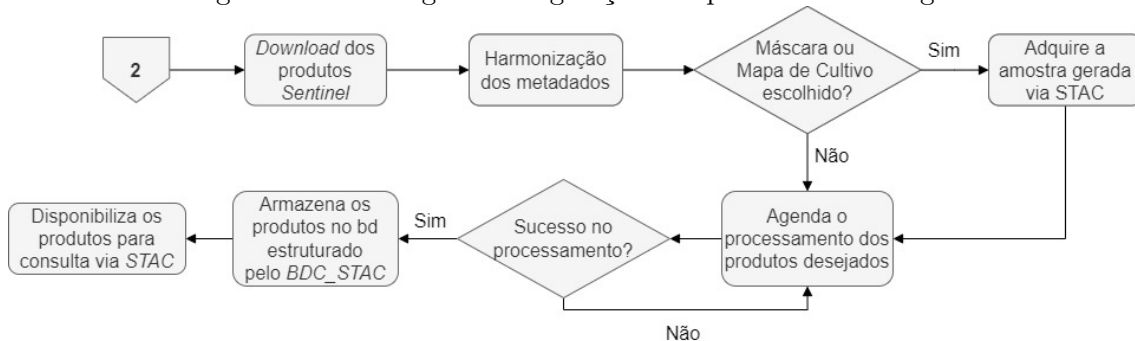 2
Download dos
produtos
Sentinel
Harmonização
dos metadados
Máscara ou
Mapa de Cultivo
escolhido?
Sim
Adquire a
amostra gerada
via STAC
Não
Disponibiliza os
produtos para
consulta via STAC
Armazena os
produtos no bd
estruturado
pelo BDC_STAC
Sim
Sucesso no
processamento?
Agenda o
processamento dos
produtos desejados
Não